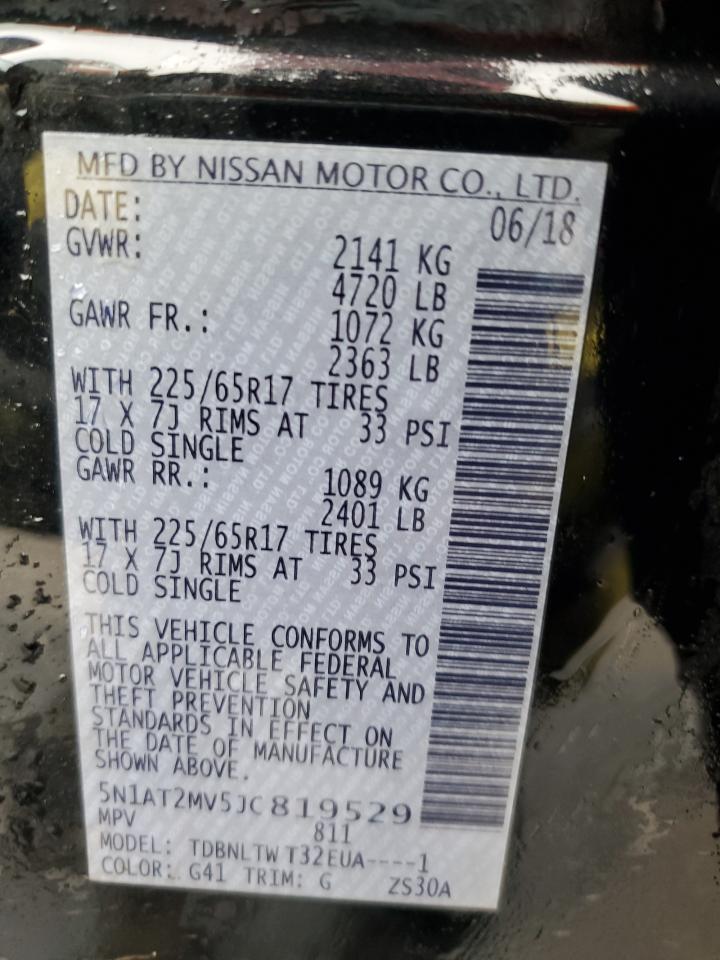 MFD BY NISSAN MOTOR CO., LTD.
DATE: 06/18
GVWR: 2141 KG
4720 LB
GAWR FR.: 1072 KG
2363 LB
WITH 225/65R17 TIRES
17 X 7J RIMS AT 33 PSI
COLD SINGLE
GAWR RR.: 1089 KG
2401 LB
WITH 225/65R17 TIRES
17 X 7J RIMS AT 33 PSI
COLD SINGLE
THIS VEHICLE CONFORMS TO
ALL APPLICABLE FEDERAL
MOTOR VEHICLE SAFETY AND
THEFT PREVENTION
STANDARDS IN EFFECT ON
THE DATE OF MANUFACTURE
SHOWN ABOVE.
5N1AT2MV5JC819529
MPV 811
MODEL: TDBNLTW T32EUA----1
COLOR: G41 TRIM: G ZS30A